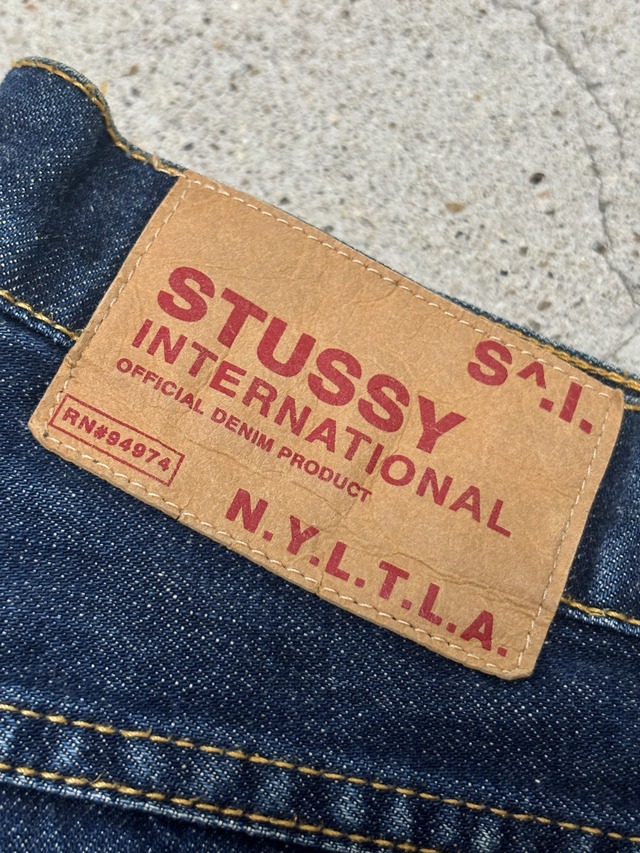 S^.I.
STUSSY
INTERNATIONAL
OFFICIAL DENIM PRODUCT
RN#94974
N.Y.L.T.L.A.